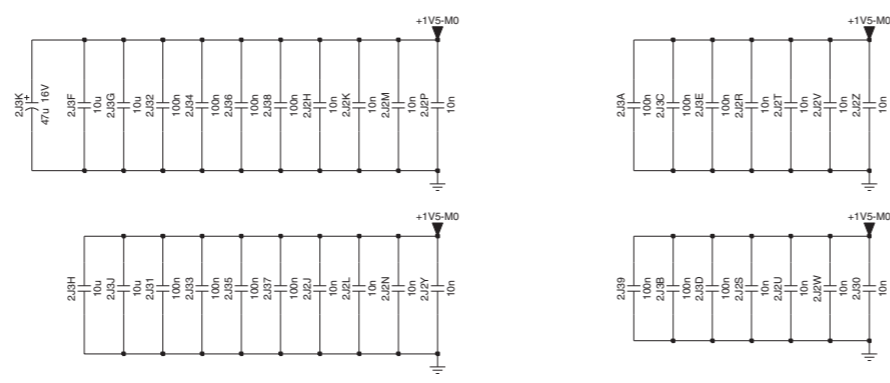 +1V5-M0
2J3K
47u 16V
2J3F
10u
2J3G
10u
2J32
100n
2J34
100n
2J36
100n
2J38
100n
2J2H
10n
2J2K
10n
2J2M
10n
2J2P
10n
+1V5-M0
2J3A
100n
2J3C
100n
2J3E
100n
2J2R
10n
2J2T
10n
2J2V
10n
2J2Z
10n
+1V5-M0
2J3H
10u
2J3J
10u
2J31
100n
2J33
100n
2J35
100n
2J37
100n
2J2J
10n
2J2L
10n
2J2N
10n
2J2Y
10n
+1V5-M0
2J39
100n
2J3B
100n
2J3D
100n
2J2S
10n
2J2U
10n
2J2W
10n
2J30
10n